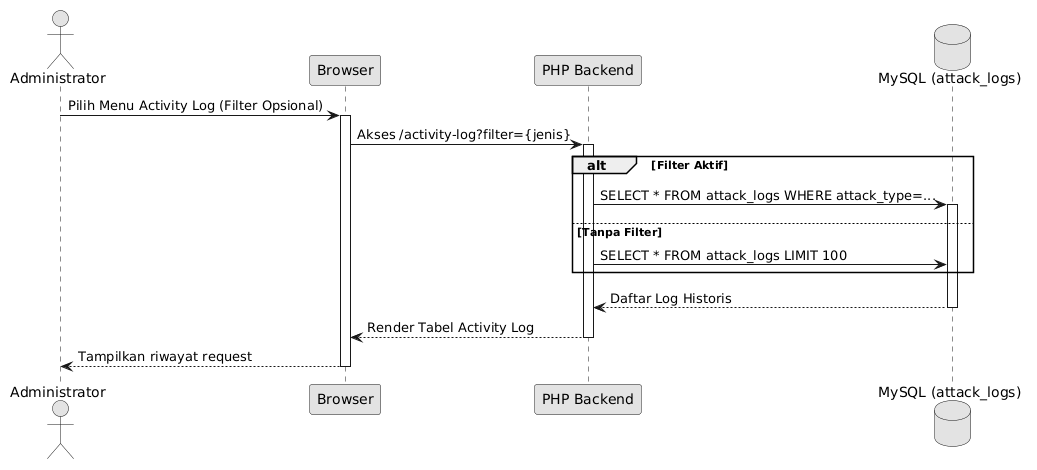 Administrator
Browser
PHP Backend
MySQL (attack_logs)
Pilih Menu Activity Log (Filter Opsional)
Akses /activity-log?filter={jenis}
alt [Filter Aktif]
SELECT * FROM attack_logs WHERE attack_type=...
[Tanpa Filter]
SELECT * FROM attack_logs LIMIT 100
Daftar Log Historis
Render Tabel Activity Log
Tampilkan riwayat request
Administrator
Browser
PHP Backend
MySQL (attack_logs)